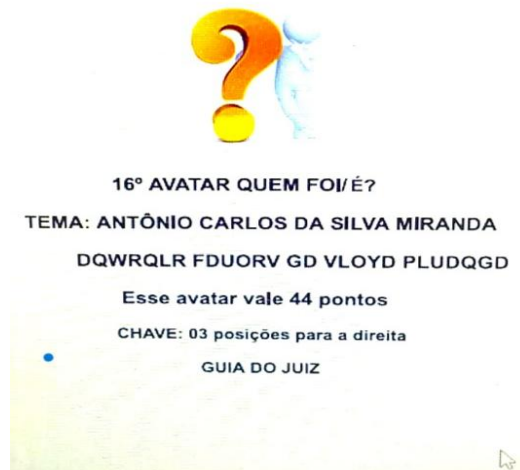 16º AVATAR QUEM FOI/É?
TEMA: ANTÔNIO CARLOS DA SILVA MIRANDA
DQWRQLR FDUORV GD VLOYD PLUDQGD
Esse avatar vale 44 pontos
CHAVE: 03 posições para a direita
GUIA DO JUIZ